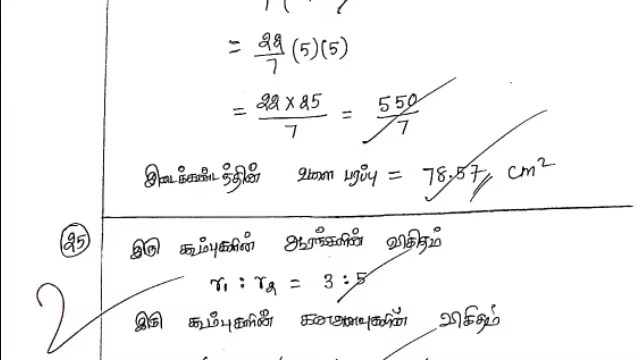 = 22/7 (5)(5)
= 22 × 25 / 7 = 550/7
இடைக்கண்டத்தின் வளை பரப்பு = 78.57 cm²
25 இரு கூம்புகளின் ஆரங்களின் விகிதம்
r₁ : r₂ = 3 : 5
2
இரு கூம்புகளின் கனஅளவுகளின் விகிதம்